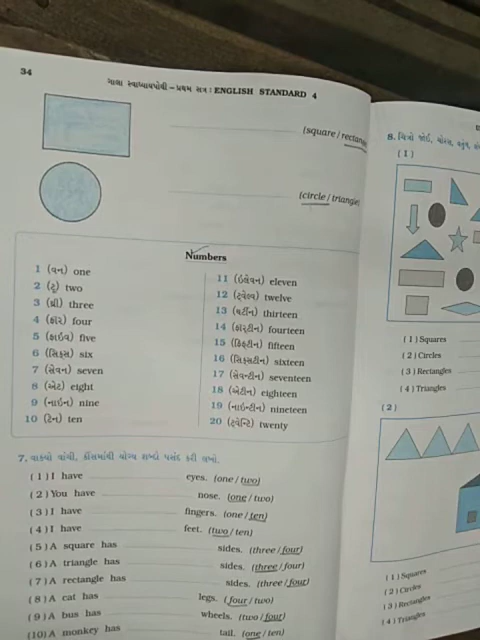 34
ગાલા સ્વાધ્યાયપોથી – પ્રથમ સત્ર : ENGLISH STANDARD 4
(square / rectangle)
(circle / triangle)
Numbers
1 (વન) one
2 (ટૂ) two
3 (થ્રી) three
4 (ફૉર) four
5 (ફાઇવ) five
6 (સિક્સ) six
7 (સેવન) seven
8 (એટ) eight
9 (નાઇન) nine
10 (ટેન) ten
11 (ઇલેવન) eleven
12 (ટ્વેલ્વ) twelve
13 (થર્ટીન) thirteen
14 (ફૉર્ટીન) fourteen
15 (ફિફ્ટીન) fifteen
16 (સિક્સટીન) sixteen
17 (સેવન્ટીન) seventeen
18 (એટીન) eighteen
19 (નાઇન્ટીન) nineteen
20 (ટ્વેન્ટિ) twenty
7. વાક્યો વાંચી, કૌંસમાંથી યોગ્ય શબ્દો પસંદ કરી લખો.
(1) I have eyes. (one / two)
(2) You have nose. (one / two)
(3) I have fingers. (one / ten)
(4) I have feet. (two / ten)
(5) A square has sides. (three / four)
(6) A triangle has sides. (three / four)
(7) A rectangle has sides. (three / four)
(8) A cat has legs. (four / two)
(9) A bus has wheels. (two / four)
(10) A monkey has tail. (one / ten)
8. ચિત્રો જોઈ, ચોરસ,
(1)
(1) Squares
(2) Circles
(3) Rectangles
(4) Triangles
(2)
(1) Squares
(2) Circles
(3) Rectangles
(4) Triangles